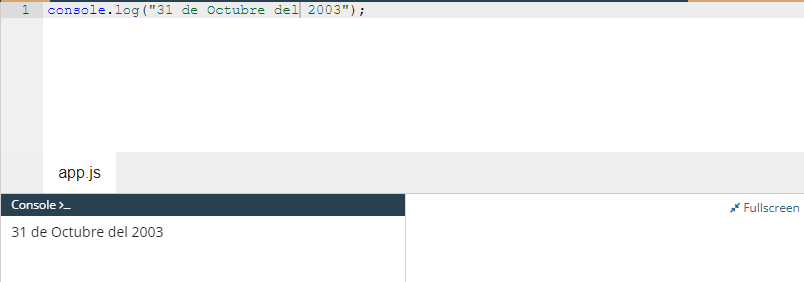 1 console.log("31 de Octubre del 2003");
app.js
Console >_
Fullscreen
31 de Octubre del 2003